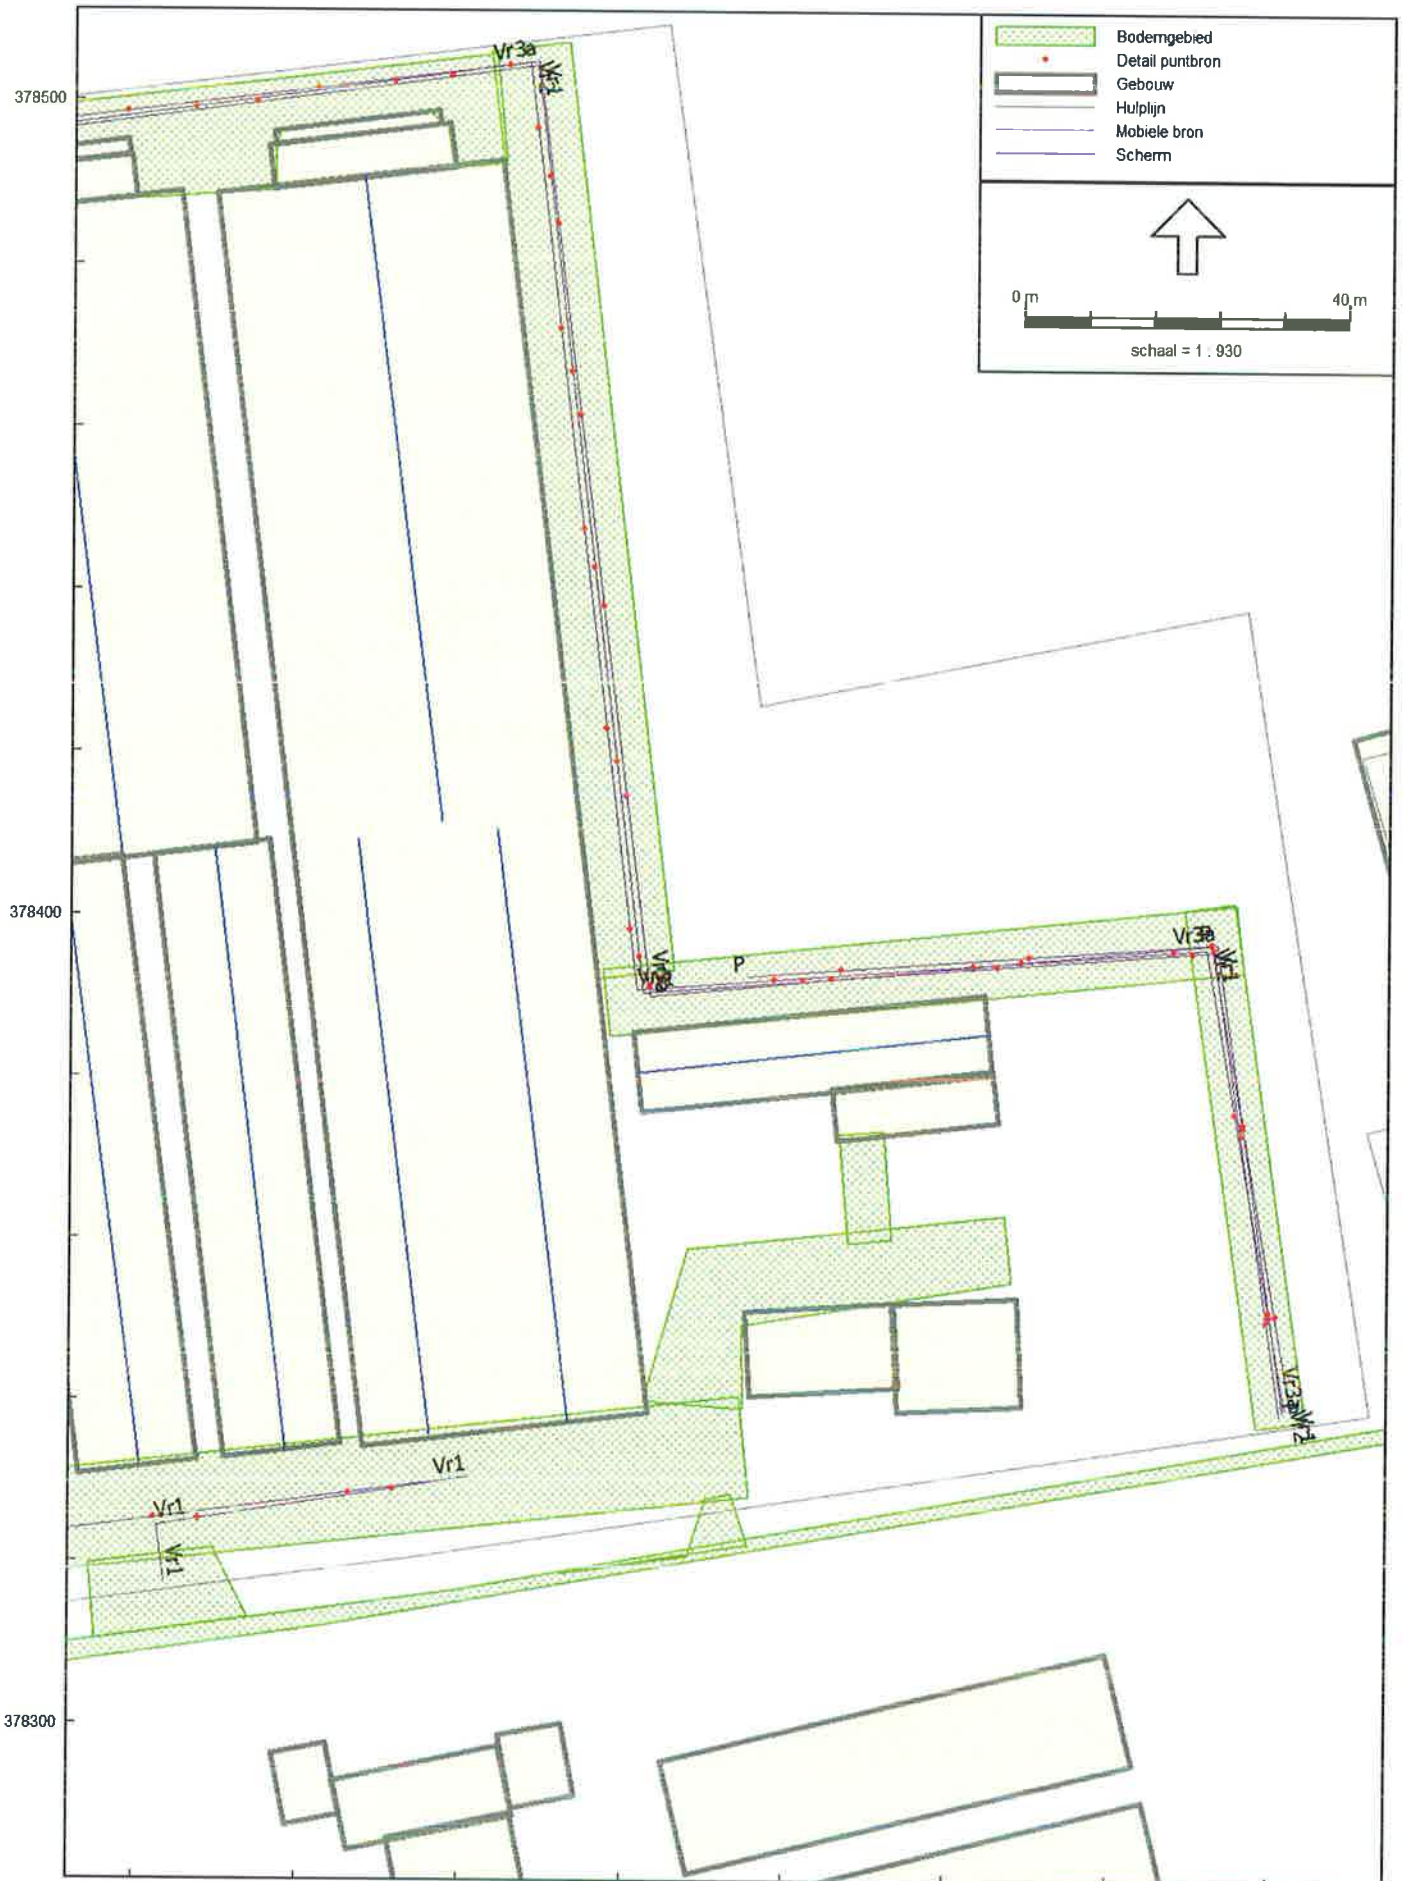 Bodemgebied
Detail puntbron
Gebouw
Hulplijn
Mobiele bron
Scherm
0 m
40 m
schaal = 1 : 930
378500
Vr3a
378400
P
Vr3a
Vr1
Vr3a
Vr1
Vr1
Vr1
378300